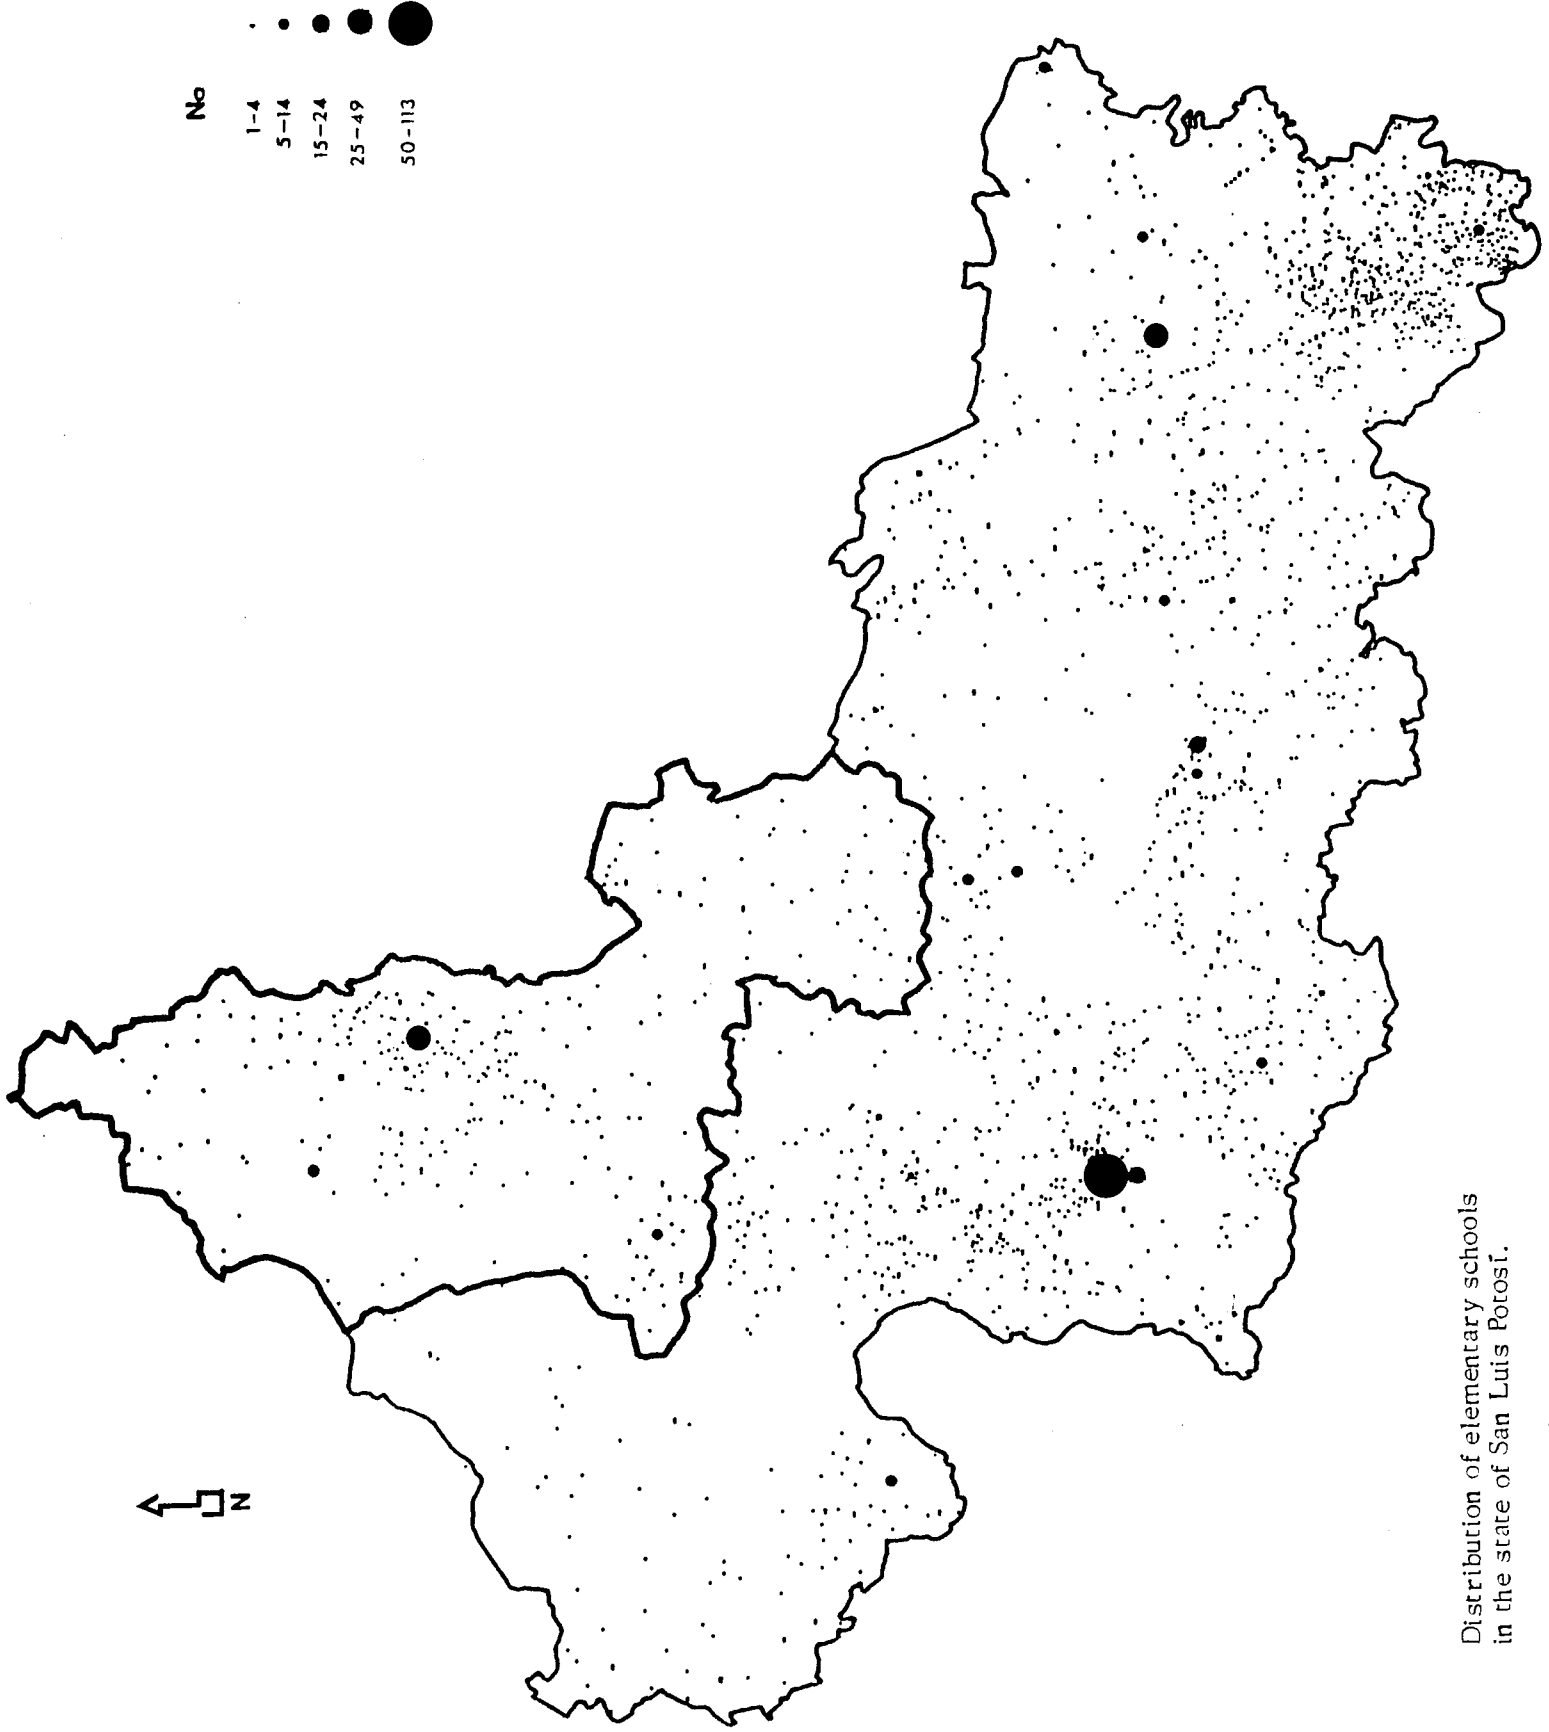 No
1-4
5-14
15-24
25-49
50-113
N
Distribution of elementary schools
in the state of San Luis Potosí.